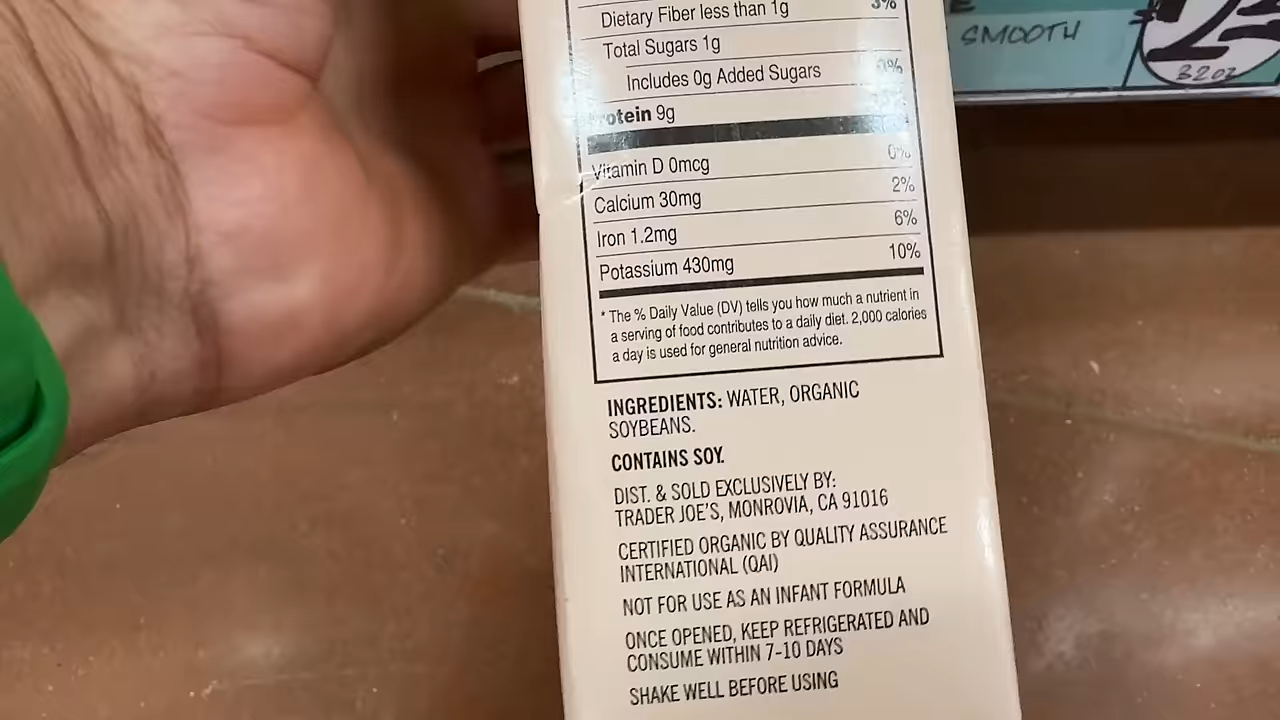 Dietary Fiber less than 1g 3%
Total Sugars 1g
Includes 0g Added Sugars 0%
Protein 9g
Vitamin D 0mcg 0%
Calcium 30mg 2%
Iron 1.2mg 6%
Potassium 430mg 10%
* The % Daily Value (DV) tells you how much a nutrient in
a serving of food contributes to a daily diet. 2,000 calories
a day is used for general nutrition advice.
INGREDIENTS: WATER, ORGANIC
SOYBEANS.
CONTAINS SOY.
DIST. & SOLD EXCLUSIVELY BY:
TRADER JOE'S, MONROVIA, CA 91016
CERTIFIED ORGANIC BY QUALITY ASSURANCE
INTERNATIONAL (QAI)
NOT FOR USE AS AN INFANT FORMULA
ONCE OPENED, KEEP REFRIGERATED AND
CONSUME WITHIN 7-10 DAYS
SHAKE WELL BEFORE USING
SMOOTH
32oz